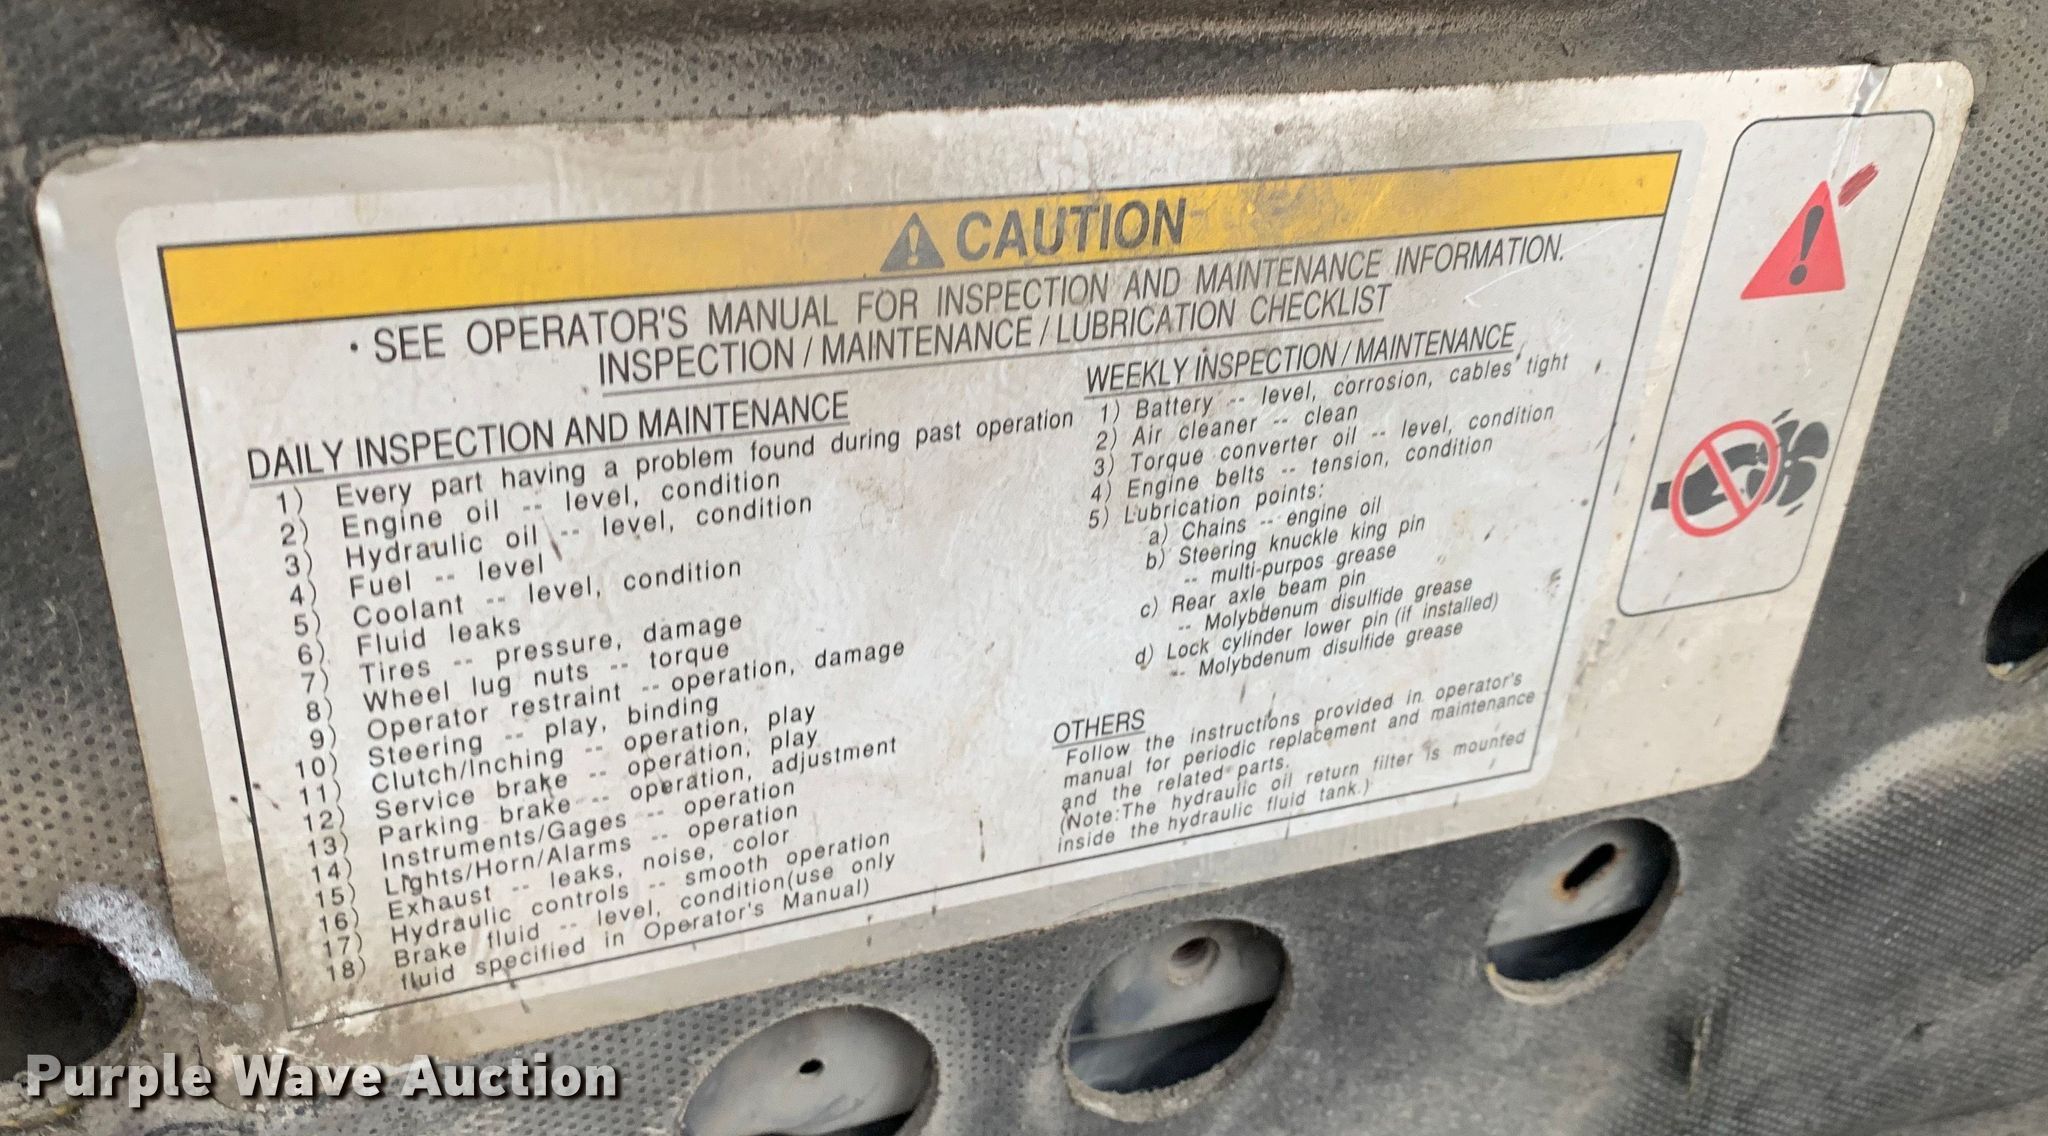 CAUTION
• SEE OPERATOR'S MANUAL FOR INSPECTION AND MAINTENANCE INFORMATION.
INSPECTION / MAINTENANCE / LUBRICATION CHECKLIST
DAILY INSPECTION AND MAINTENANCE
1) Every part having a problem found during past operation
2) Engine oil -- level, condition
3) Hydraulic oil -- level, condition
4) Fuel -- level
5) Coolant -- level, condition
6) Fluid leaks
7) Tires -- pressure, damage
8) Wheel lug nuts -- torque
9) Operator restraint -- operation, damage
10) Steering -- play, binding
11) Clutch/Inching -- operation, play
12) Service brake -- operation, play
13) Parking brake -- operation, adjustment
14) Instruments/Gages -- operation
15) Lights/Horn/Alarms -- operation
16) Exhaust -- leaks, noise, color
17) Hydraulic controls -- smooth operation
18) Brake fluid -- level, condition(use only
fluid specified in Operator's Manual)
WEEKLY INSPECTION / MAINTENANCE
1) Battery -- level, corrosion, cables tight
2) Air cleaner -- clean
3) Torque converter oil -- level, condition
4) Engine belts -- tension, condition
5) Lubrication points:
a) Chains -- engine oil
b) Steering knuckle king pin
-- multi-purpos grease
c) Rear axle beam pin
-- Molybdenum disulfide grease
d) Lock cylinder lower pin (if installed)
-- Molybdenum disulfide grease
OTHERS
Follow the instructions provided in operator's
manual for periodic replacement and maintenance
and the related parts.
(Note:The hydraulic oil return filter is mounted
inside the hydraulic fluid tank.)
Purple Wave Auction